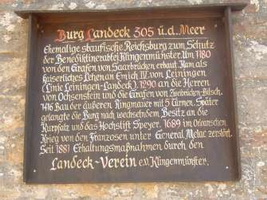 Burg Landeck 305 ü.d. Meer
Ehemalige staufische Reichsburg zum Schutz
der Benediktinerabtei Klingenmünster. Um 1180
von den Grafen von Saarbrücken erbaut. Kam als
kaiserliches Lehen an Emich IV. von Leiningen
(Linie Leiningen-Landeck). 1290 an die Herren
von Ochsenstein und die Grafen von Zweibrücken-Bitsch.
1416 Bau der äußeren Ringmauer mit 5 Türmen. Später
gelangte die Burg nach wechselndem Besitz an die
Kurpfalz und das Hochstift Speyer. 1689 im Orleanschen
Krieg von den Franzosen unter General Melac zerstört.
Seit 1881 Erhaltungsmaßnahmen durch den
Landeck-Verein e.V. Klingenmünster.